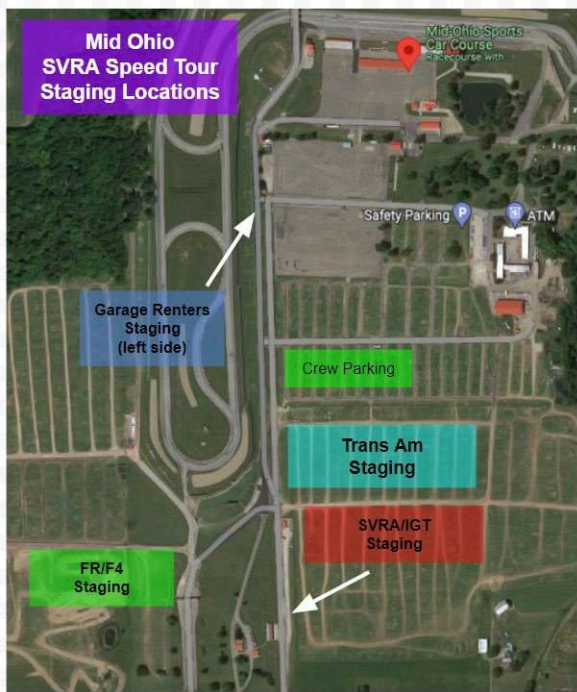 Mid Ohio
SVRA Speed Tour
Staging Locations
Mid-Ohio Sports
Car Course
Racecourse with
Safety Parking
P
ATM
Garage Renters
Staging
(left side)
Crew Parking
Trans Am
Staging
SVRA/IGT
Staging
FR/F4
Staging